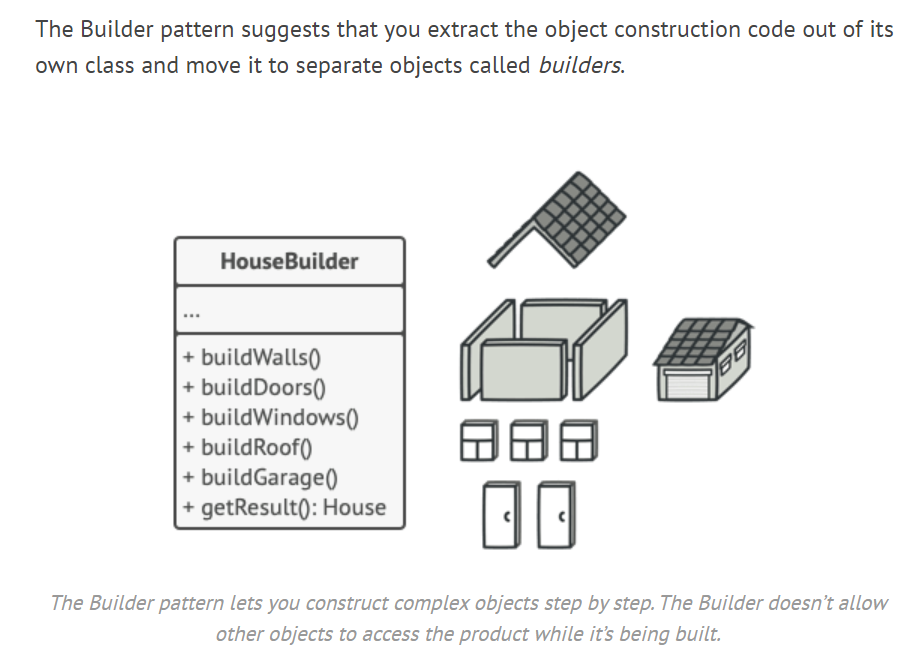 The Builder pattern suggests that you extract the object construction code out of its
own class and move it to separate objects called builders.
HouseBuilder
...
+ buildWalls()
+ buildDoors()
+ buildWindows()
+ buildRoof()
+ buildGarage()
+ getResult(): House
The Builder pattern lets you construct complex objects step by step. The Builder doesn’t allow
other objects to access the product while it’s being built.